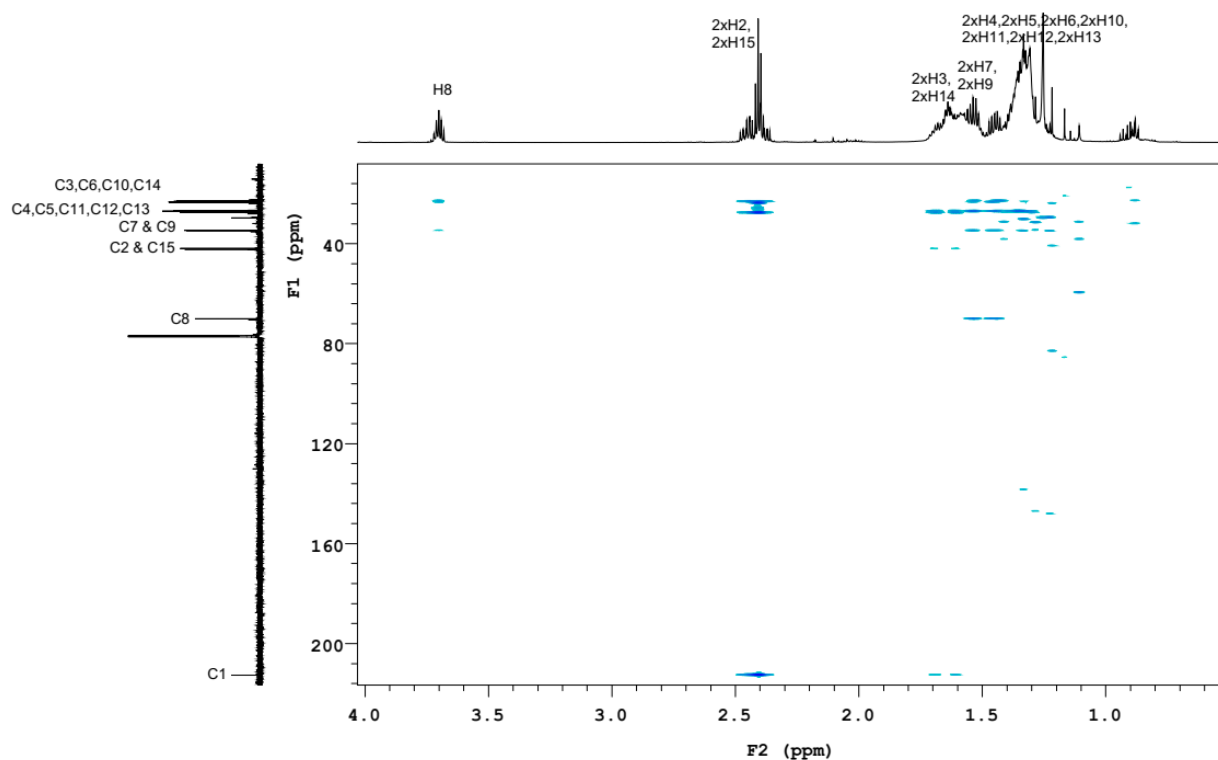 2xH2,
2xH15
2xH4,2xH5,2xH6,2xH10,
2xH11,2xH12,2xH13
2xH7,
2xH9
2xH3,
2xH14
H8
C3,C6,C10,C14
C4,C5,C11,C12,C13
C7 & C9
C2 & C15
C8
C1
F1 (ppm)
40
80
120
160
200
4.0 3.5 3.0 2.5 2.0 1.5 1.0
F2 (ppm)